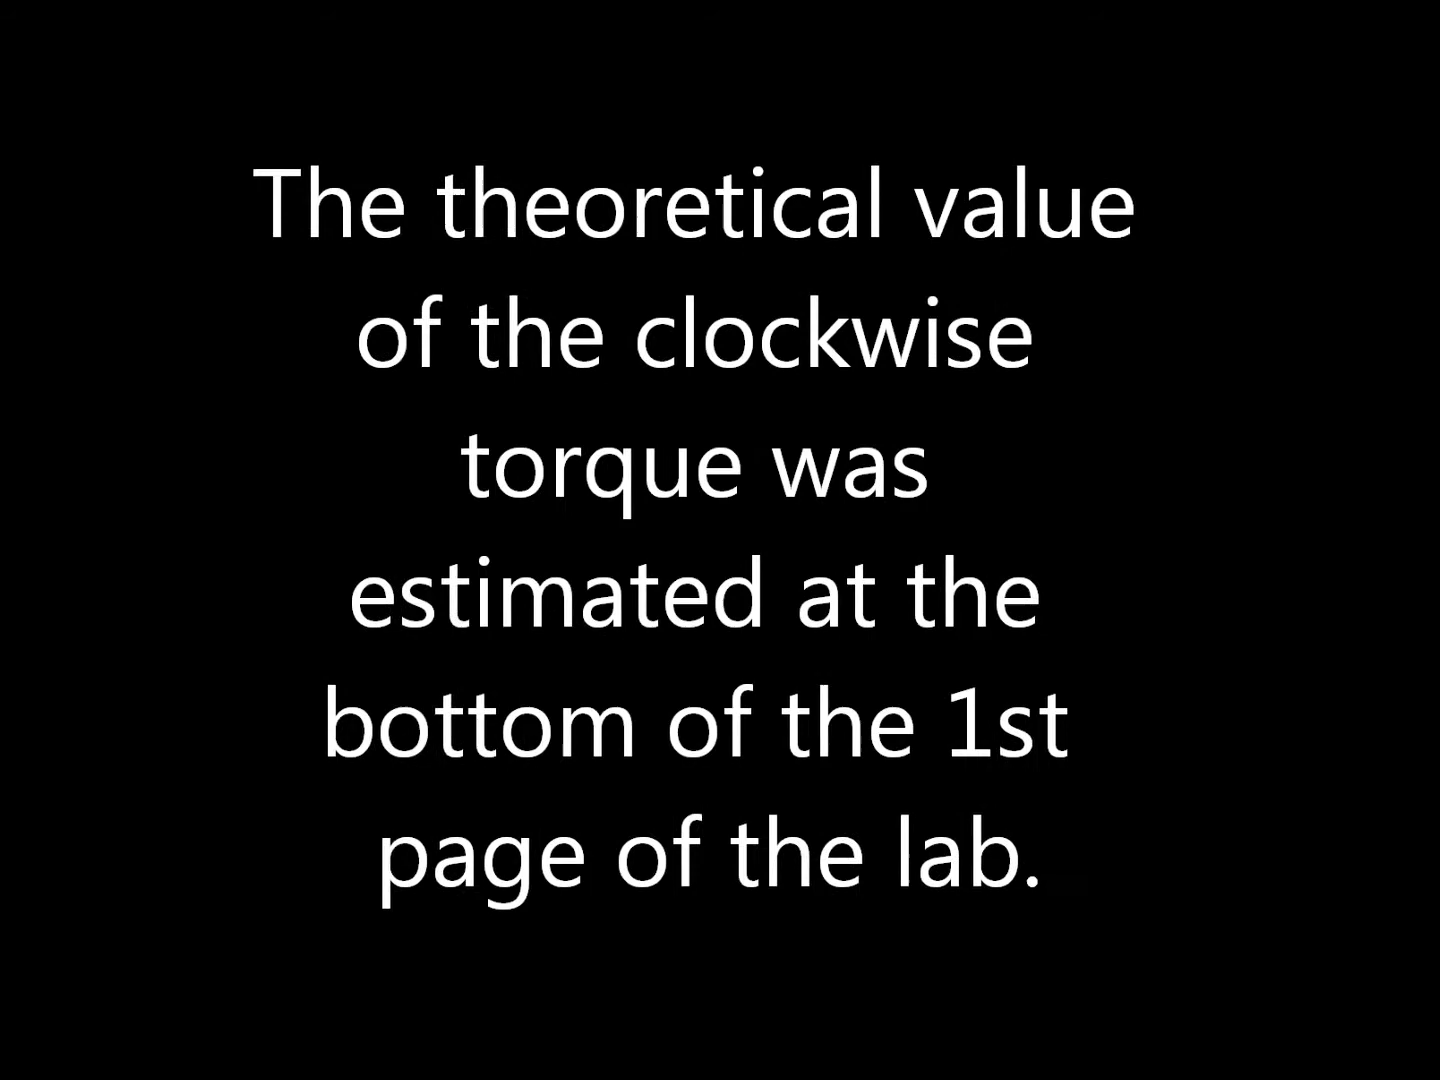 The theoretical value
of the clockwise
torque was
estimated at the
bottom of the 1st
page of the lab.